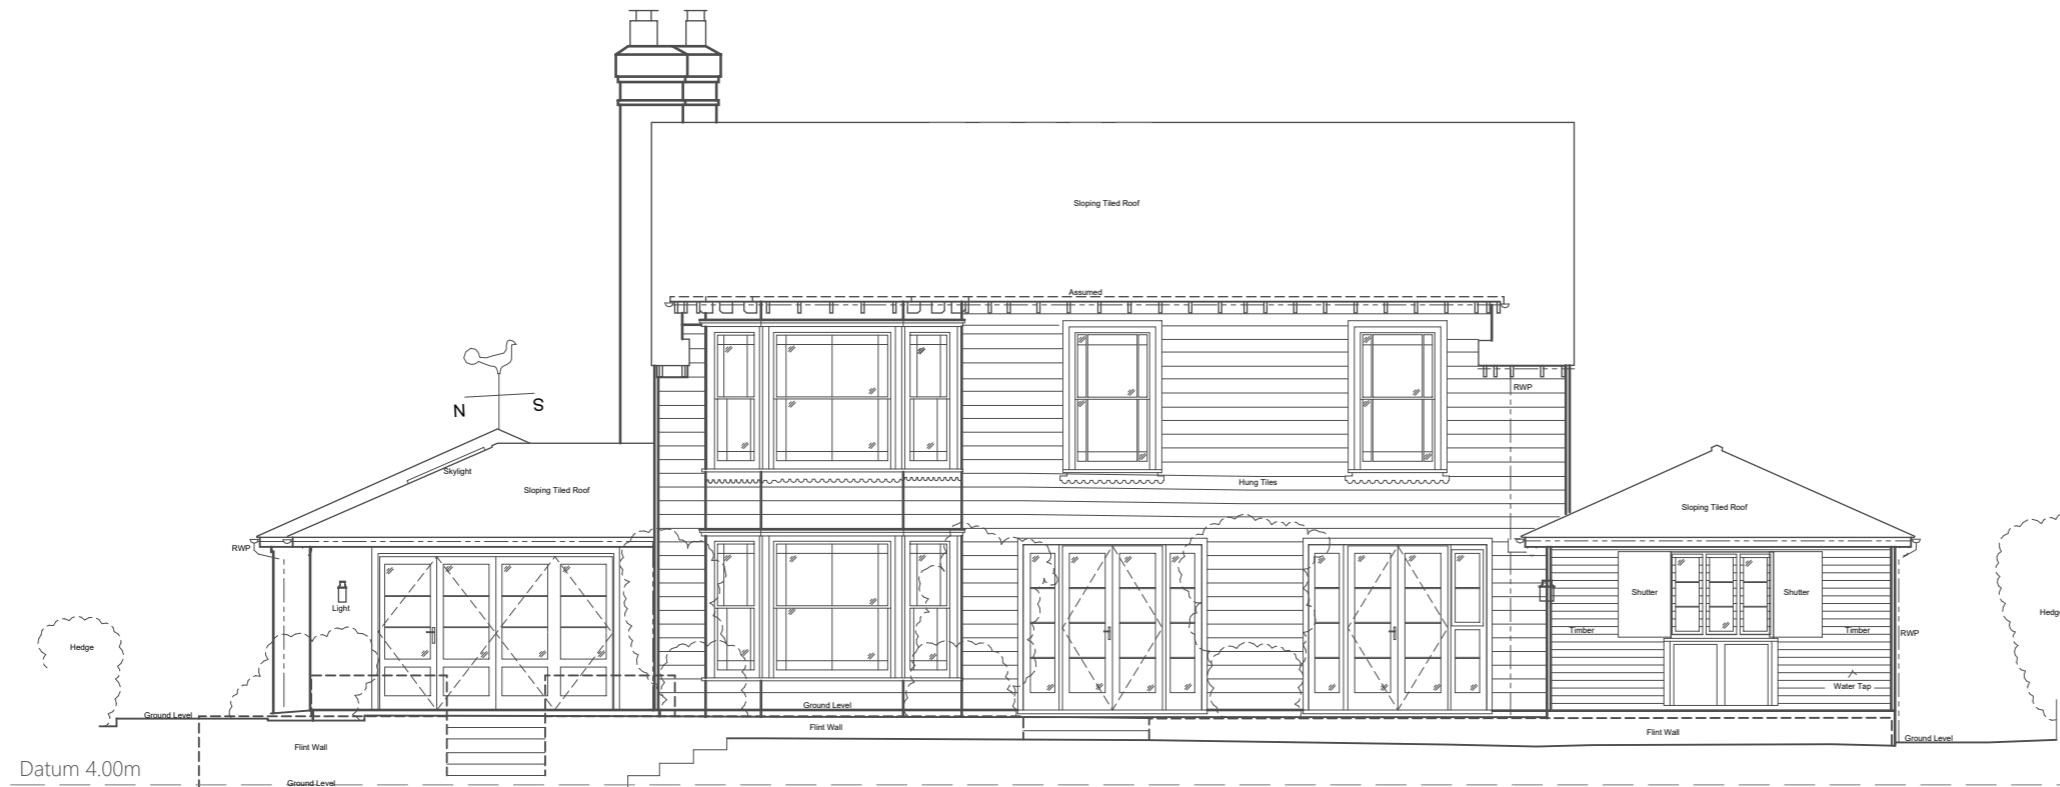 Sloping Tiled Roof
Assumed
N S
RWP
Skylight
Hung Tiles
Sloping Tiled Roof
Sloping Tiled Roof
RWP
Light
Shutter
Shutter
Hedge
Timber
Timber
RWP
Hedge
Water Tap
Ground Level
Ground Level
Flint Wall
Flint Wall
Ground Level
Flint Wall
Datum 4.00m
Ground Level